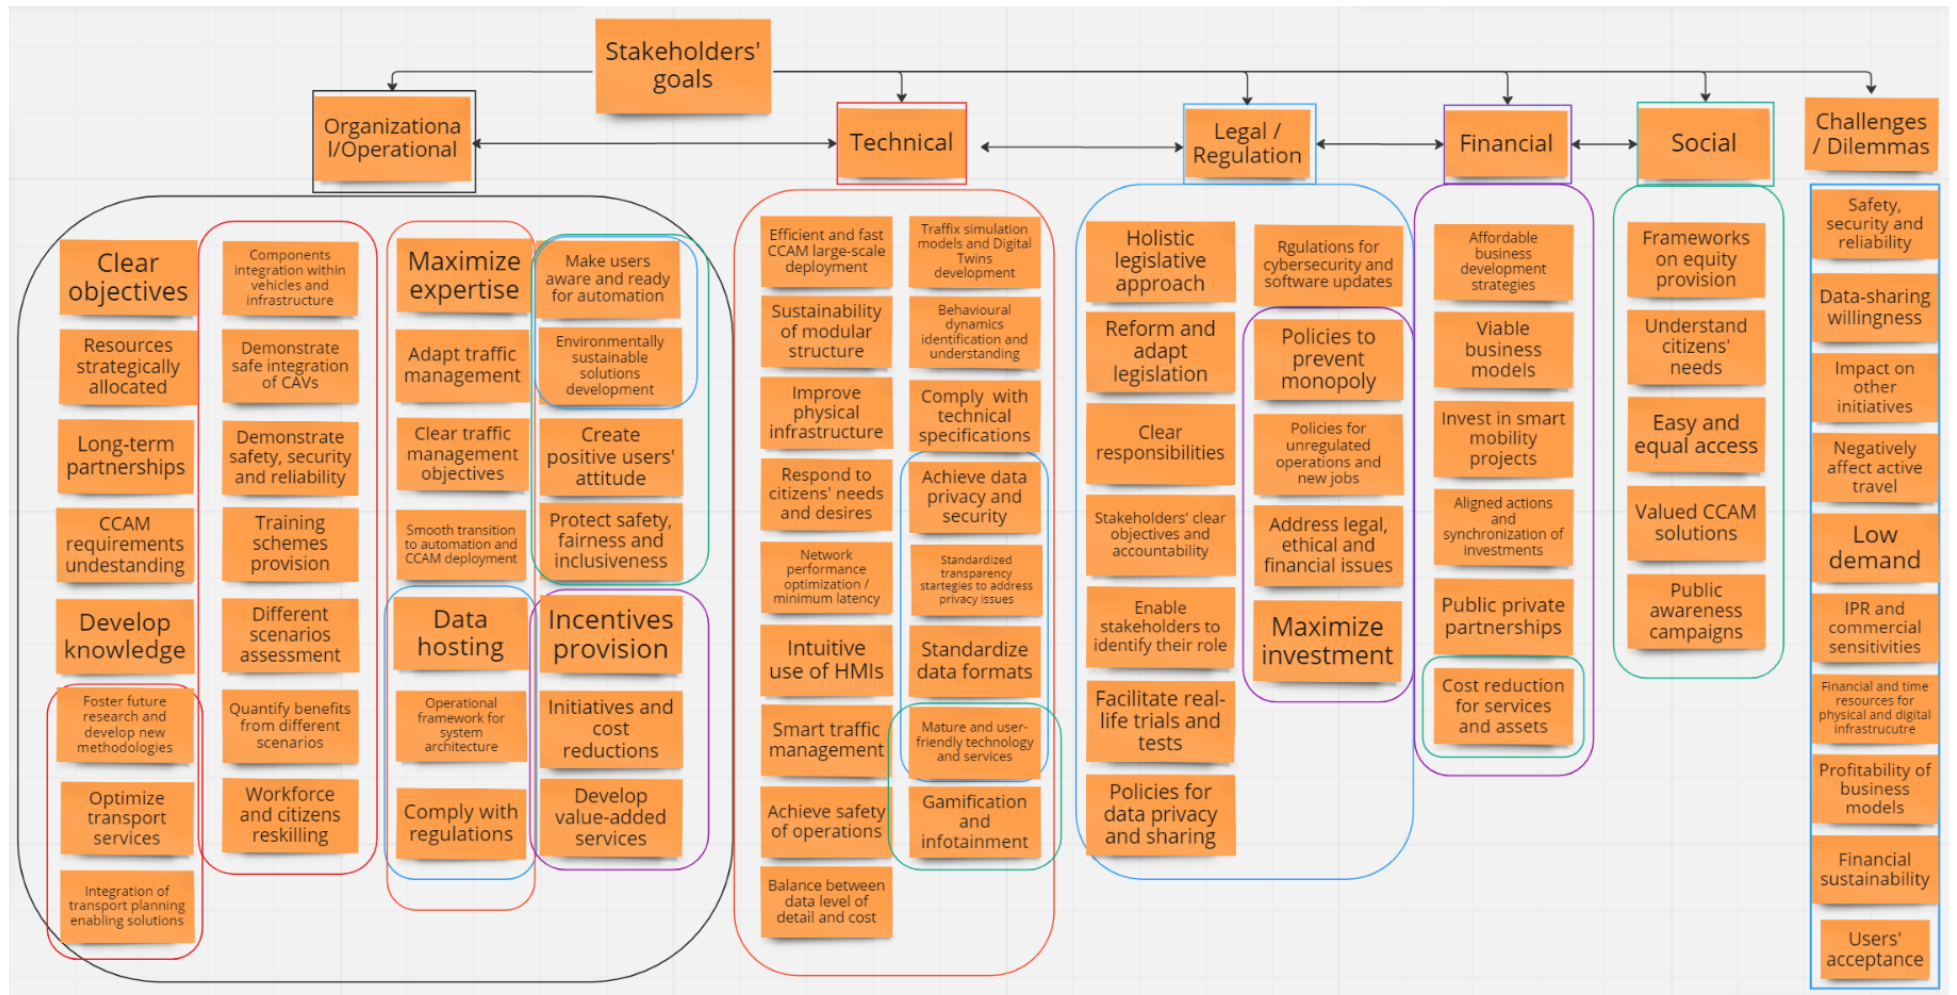 Stakeholders'
goals
Organizationa
l/Operational
Technical
Legal /
Regulation
Financial
Social
Challenges
/ Dilemmas
Clear
objectives
Resources
strategically
allocated
Long-term
partnerships
CCAM
requirements
undestanding
Develop
knowledge
Foster future
research and
develop new
methodologies
Optimize
transport
services
Integration of
transport planning
enabling solutions
Components
integration within
vehicles and
infrastructure
Demonstrate
safe integration
of CAVs
Demonstrate
safety, security
and reliability
Training
schemes
provision
Different
scenarios
assessment
Quantify benefits
from different
scenarios
Workforce
and citizens
reskilling
Maximize
expertise
Adapt traffic
management
Clear traffic
management
objectives
Smooth transition
to automation and
CCAM deployment
Data
hosting
Operational
framework for
system
architecture
Comply with
regulations
Make users
aware and ready
for automation
Environmentally
sustainable
solutions
development
Create
positive users'
attitude
Protect safety,
fairness and
inclusiveness
Incentives
provision
Initiatives and
cost
reductions
Develop
value-added
services
Efficient and fast
CCAM large-scale
deployment
Sustainability
of modular
structure
Improve
physical
infrastructure
Respond to
citizens' needs
and desires
Network
performance
optimization /
minimum latency
Intuitive
use of HMIs
Smart traffic
management
Achieve safety
of operations
Balance between
data level of
detail and cost
Traffix simulation
models and Digital
Twins
development
Behavioural
dynamics
identification and
understanding
Comply with
technical
specifications
Achieve data
privacy and
security
Standardized
transparency
startegies to address
privacy issues
Standardize
data formats
Mature and user-
friendly technology
and services
Gamification
and
infotainment
Holistic
legislative
approach
Reform and
adapt
legislation
Clear
responsibilities
Stakeholders' clear
objectives and
accountability
Enable
stakeholders to
identify their role
Facilitate real-
life trials and
tests
Policies for
data privacy
and sharing
Rgulations for
cybersecurity and
software updates
Policies to
prevent
monopoly
Policies for
unregulated
operations and
new jobs
Address legal,
ethical and
financial issues
Maximize
investment
Affordable
business
development
strategies
Viable
business
models
Invest in smart
mobility
projects
Aligned actions
and
synchronization of
investments
Public private
partnerships
Cost reduction
for services
and assets
Frameworks
on equity
provision
Understand
citizens'
needs
Easy and
equal access
Valued CCAM
solutions
Public
awareness
campaigns
Safety,
security and
reliability
Data-sharing
willingness
Impact on
other
initiatives
Negatively
affect active
travel
Low
demand
IPR and
commercial
sensitivities
Financial and time
resources for
physical and digital
infrastrucutre
Profitability of
business
models
Financial
sustainability
Users'
acceptance